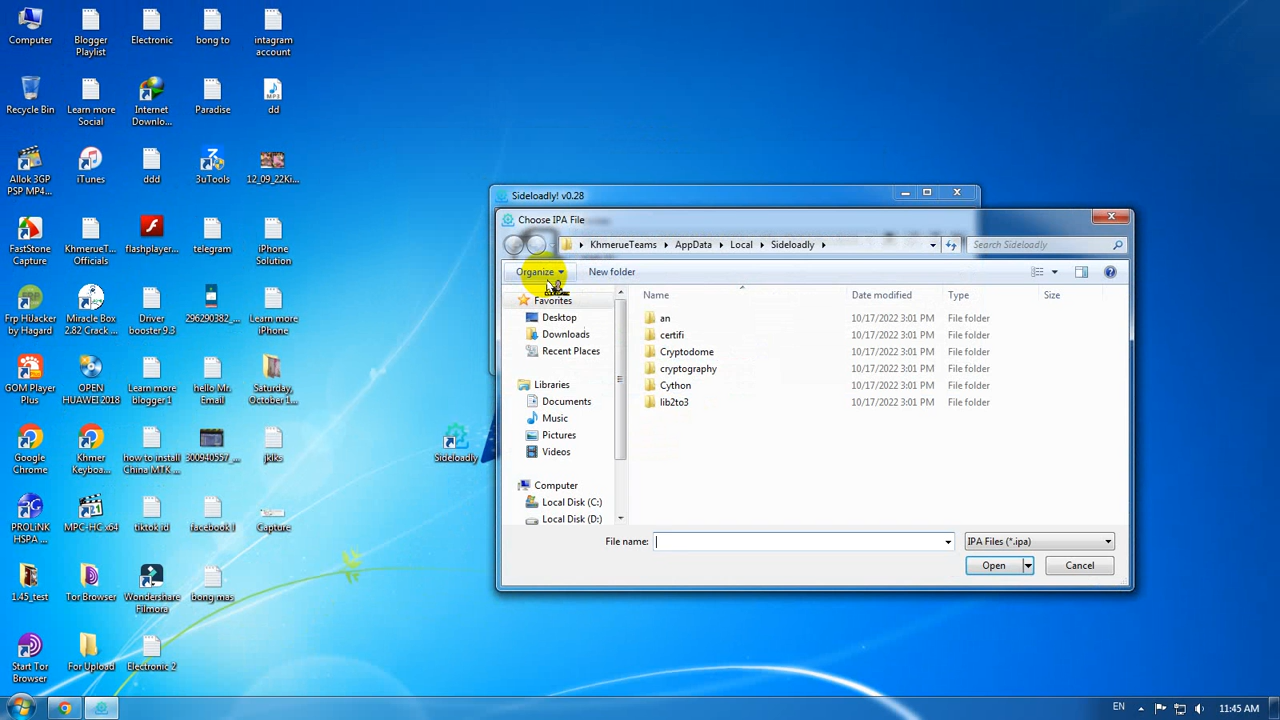 Computer
Blogger
Playlist
Electronic
bong to
intagram
account
Recycle Bin
Learn more
Social
Internet
Downlo...
Paradise
dd
Allok 3GP
PSP MP4...
iTunes
ddd
3uTools
12_09_22Ki...
FastStone
Capture
KhmerueT...
Officials
flashplayer...
telegram
iPhone
Solution
Frp HiJacker
by Hagard
Miracle Box
2.82 Crack ...
Driver
booster 9.3
296290382_...
Learn more
iPhone
GOM Player
Plus
OPEN
HUAWEI 2018
Learn more
blogger 1
hello Mr.
Email
Saturday,
October 1...
Google
Chrome
Khmer
Keyboa...
how to install
China MTK ...
300940557_...
jklks
PROLiNK
HSPA ...
MPC-HC x64
tiktok id
facebook l
Capture
1.45_test
Tor Browser
Wondershare
Filmora
bong mas
Start Tor
Browser
For Upload
Electronic 2
Sideloadly
Sideloadly! v0.28
Choose IPA File
KhmerueTeams
AppData
Local
Sideloadly
Search Sideloadly
Organize
New folder
Favorites
Desktop
Downloads
Recent Places
Libraries
Documents
Music
Pictures
Videos
Computer
Local Disk (C:)
Local Disk (D:)
Name Date modified Type Size
an 10/17/2022 3:01 PM File folder
certifi 10/17/2022 3:01 PM File folder
Cryptodome 10/17/2022 3:01 PM File folder
cryptography 10/17/2022 3:01 PM File folder
Cython 10/17/2022 3:01 PM File folder
lib2to3 10/17/2022 3:01 PM File folder
File name:
IPA Files (*.ipa)
Open
Cancel
EN
11:45 AM